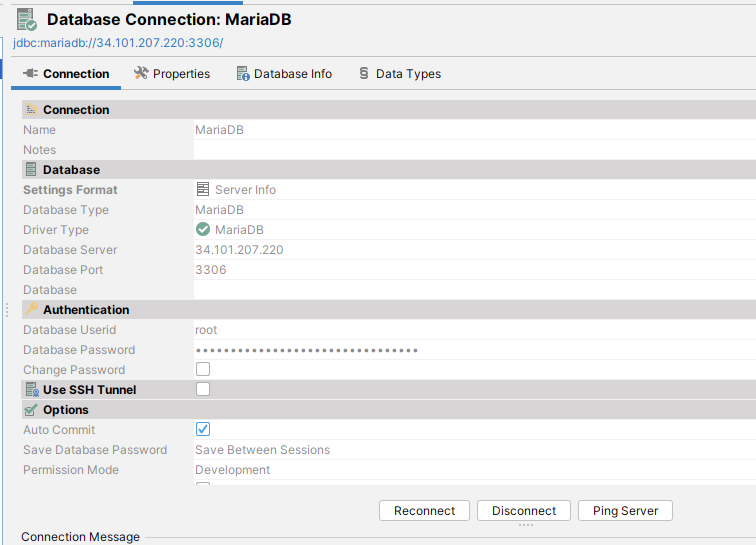 Database Connection: MariaDB
jdbc:mariadb://34.101.207.220:3306/
Connection Properties Database Info Data Types
Connection
Name MariaDB
Notes
Database
Settings Format Server Info
Database Type MariaDB
Driver Type MariaDB
Database Server 34.101.207.220
Database Port 3306
Database
Authentication
Database Userid root
Database Password ••••••••••••••••••••••••••••••••
Change Password
Use SSH Tunnel
Options
Auto Commit
Save Database Password Save Between Sessions
Permission Mode Development
Reconnect Disconnect Ping Server
Connection Message